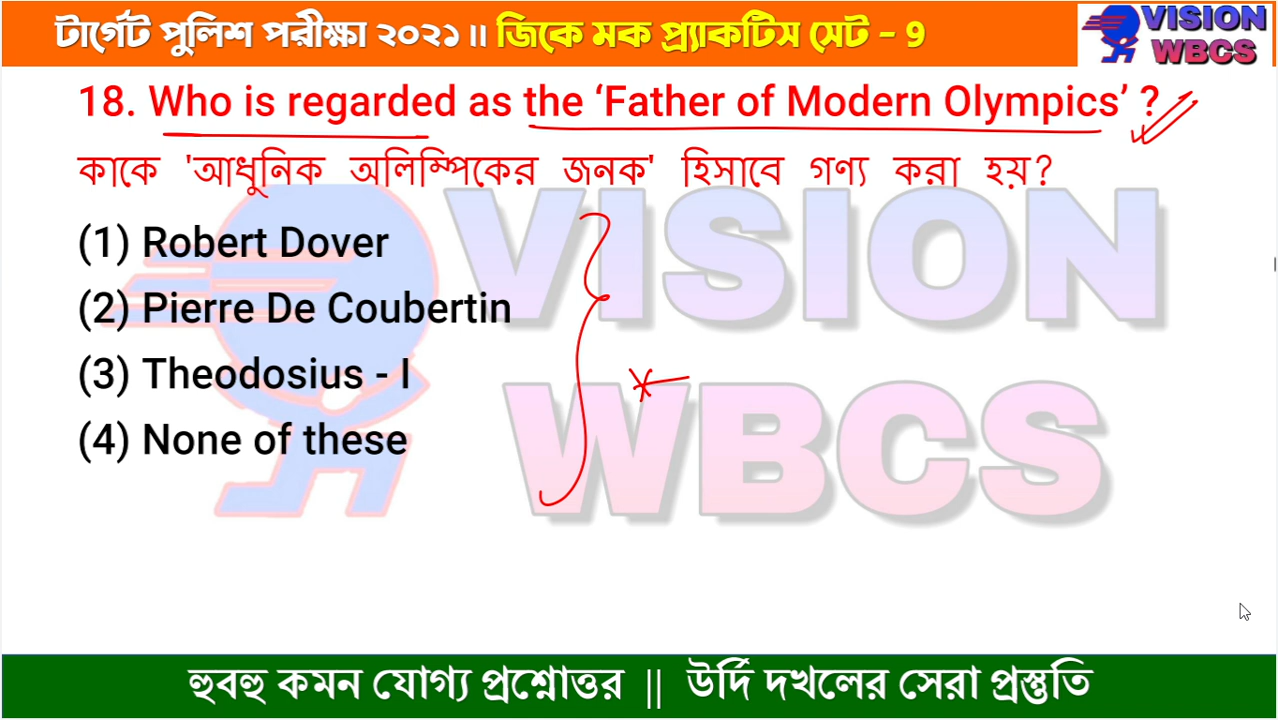 টার্গেট পুলিশ পরীক্ষা ২০২১ ॥ জিকে মক প্র্যাকটিস সেট - 9
VISION
WBCS
18. Who is regarded as the ‘Father of Modern Olympics’ ?
কাকে 'আধুনিক অলিম্পিকের জনক' হিসাবে গণ্য করা হয়?
(1) Robert Dover
(2) Pierre De Coubertin
(3) Theodosius - I
(4) None of these
VISION
WBCS
হুবহু কমন যোগ্য প্রশ্নোত্তর || উর্দি দখলের সেরা প্রস্তুতি